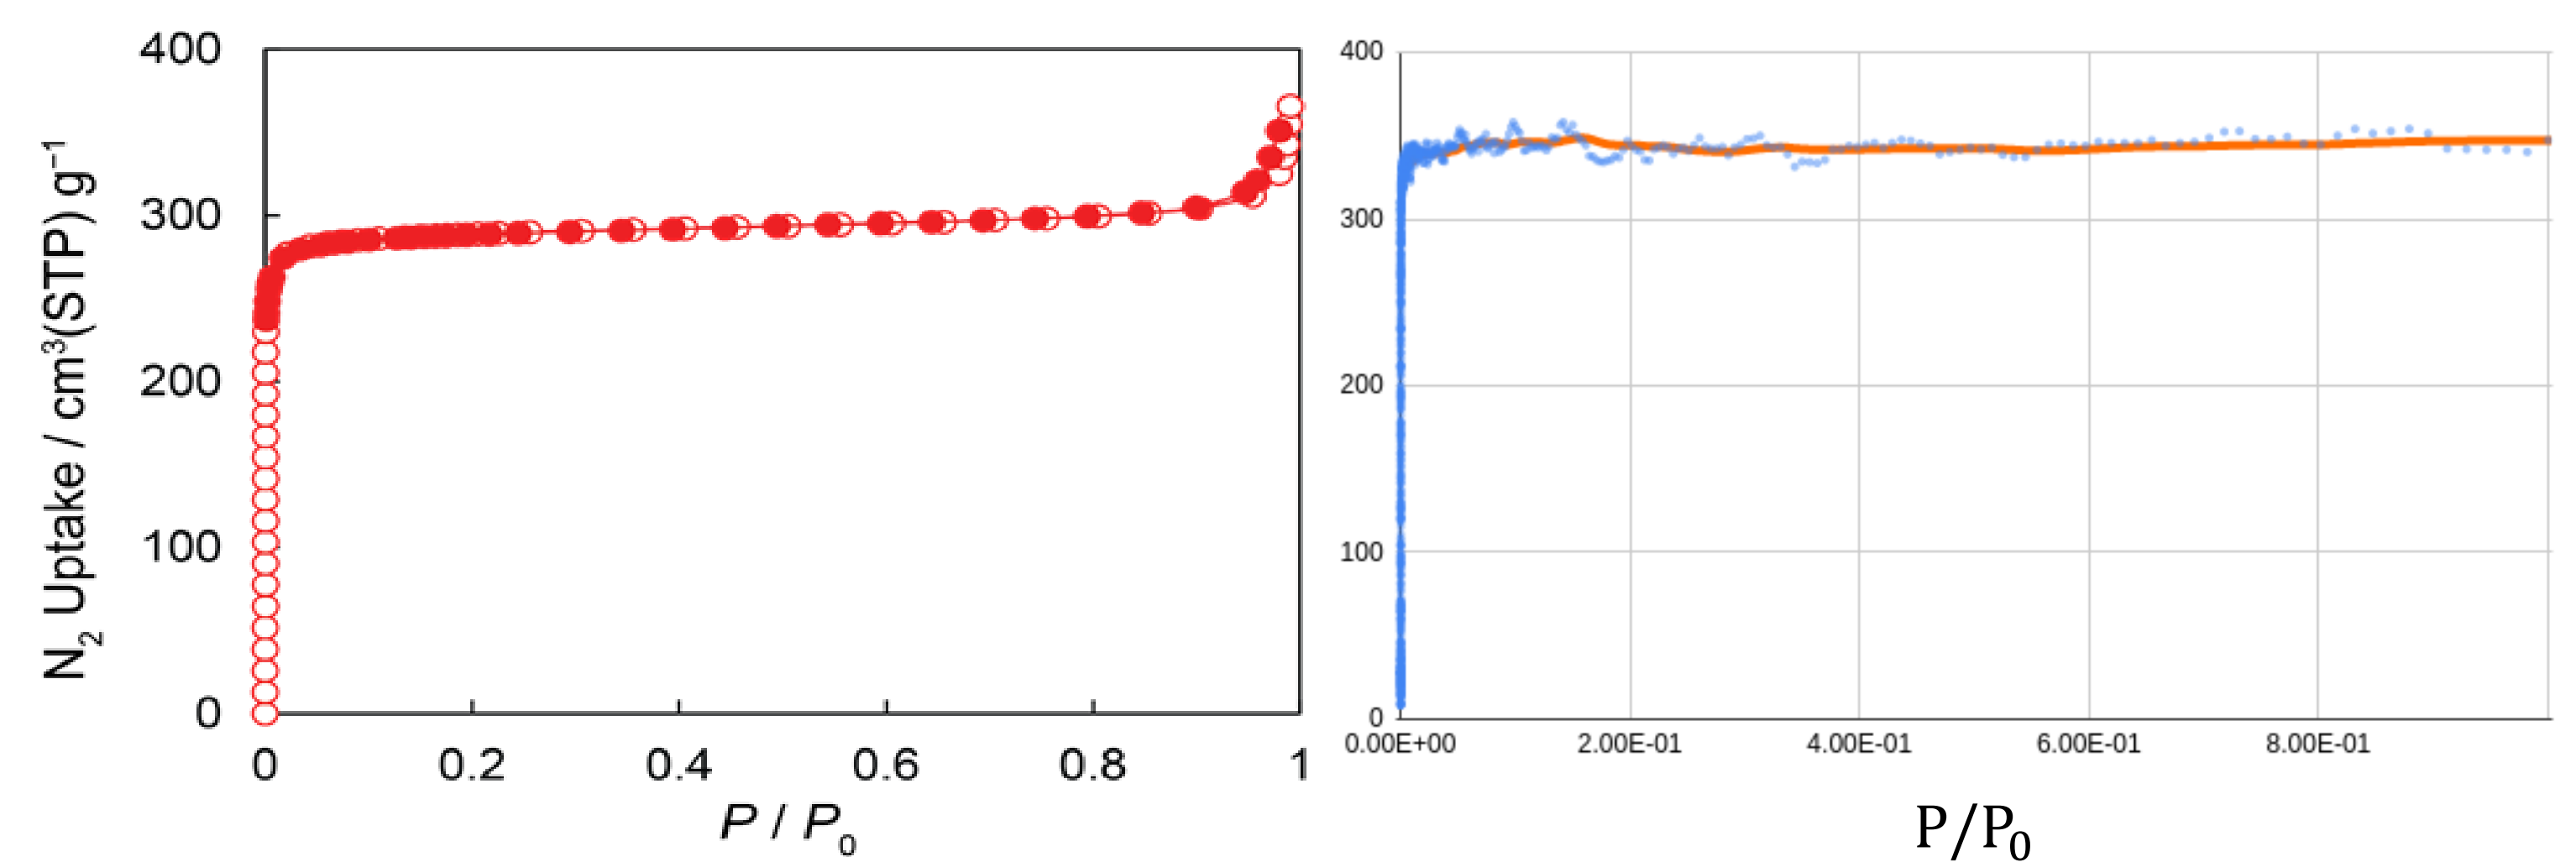 400
300
200
100
0
N₂ Uptake / cm³(STP) g⁻¹
0 0.2 0.4 0.6 0.8 1
P / P₀
400
300
200
100
0
0.00E+00 2.00E-01 4.00E-01 6.00E-01 8.00E-01
P/P₀